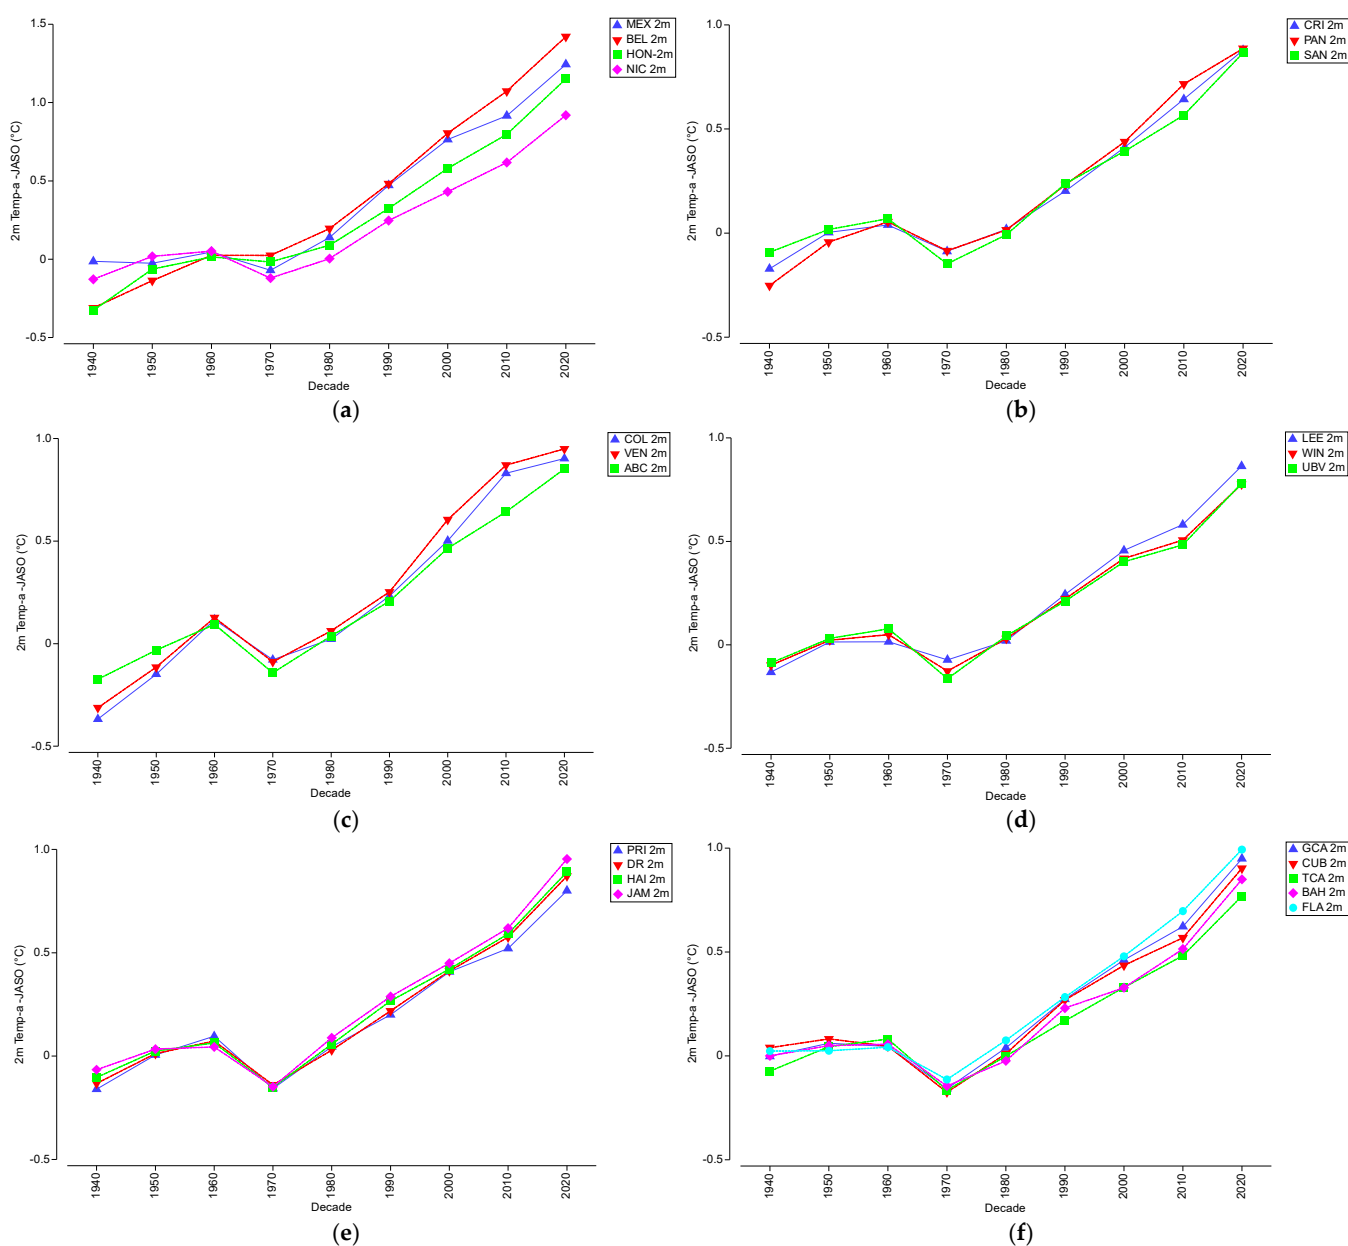 1.5
1.0
0.5
0
-0.5
2m Temp-a -JASO (°C)
1940
1950
1960
1970
1980
1990
2000
2010
2020
Decade
MEX 2m
BEL 2m
HON-2m
NIC 2m
(a)
1.0
0.5
0
-0.5
2m Temp-a -JASO (°C)
1940
1950
1960
1970
1980
1990
2000
2010
2020
Decade
CRI 2m
PAN 2m
SAN 2m
(b)
1.0
0.5
0
-0.5
2m Temp-a -JASO (°C)
1940
1950
1960
1970
1980
1990
2000
2010
2020
Decade
COL 2m
VEN 2m
ABC 2m
(c)
1.0
0.5
0
-0.5
2m Temp-a -JASO (°C)
1940
1950
1960
1970
1980
1990
2000
2010
2020
Decade
LEE 2m
WIN 2m
UBV 2m
(d)
1.0
0.5
0
-0.5
2m Temp-a -JASO (°C)
1940
1950
1960
1970
1980
1990
2000
2010
2020
Decade
PRI 2m
DR 2m
HAI 2m
JAM 2m
(e)
1.0
0.5
0
-0.5
2m Temp-a -JASO (°C)
1940
1950
1960
1970
1980
1990
2000
2010
2020
Decade
GCA 2m
CUB 2m
TCA 2m
BAH 2m
FLA 2m
(f)